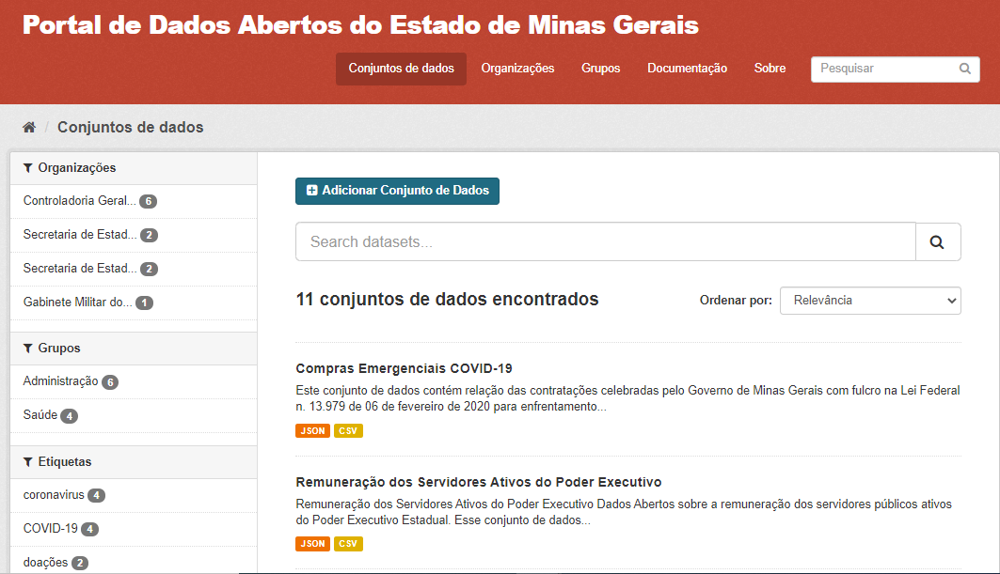 Portal de Dados Abertos do Estado de Minas Gerais
Conjuntos de dados Organizações Grupos Documentação Sobre Pesquisar
/ Conjuntos de dados
Organizações
Controladoria Geral... 6
Secretaria de Estad... 2
Secretaria de Estad... 2
Gabinete Militar do... 1
Grupos
Administração 6
Saúde 4
Etiquetas
coronavirus 4
COVID-19 4
doações 2
Adicionar Conjunto de Dados
Search datasets...
11 conjuntos de dados encontrados
Ordenar por: Relevância
Compras Emergenciais COVID-19
Este conjunto de dados contém relação das contratações celebradas pelo Governo de Minas Gerais com fulcro na Lei Federal
n. 13.979 de 06 de fevereiro de 2020 para enfrentamento...
JSON CSV
Remuneração dos Servidores Ativos do Poder Executivo
Remuneração dos Servidores Ativos do Poder Executivo Dados Abertos sobre a remuneração dos servidores públicos ativos
do Poder Executivo Estadual. Esse conjunto de dados...
JSON CSV